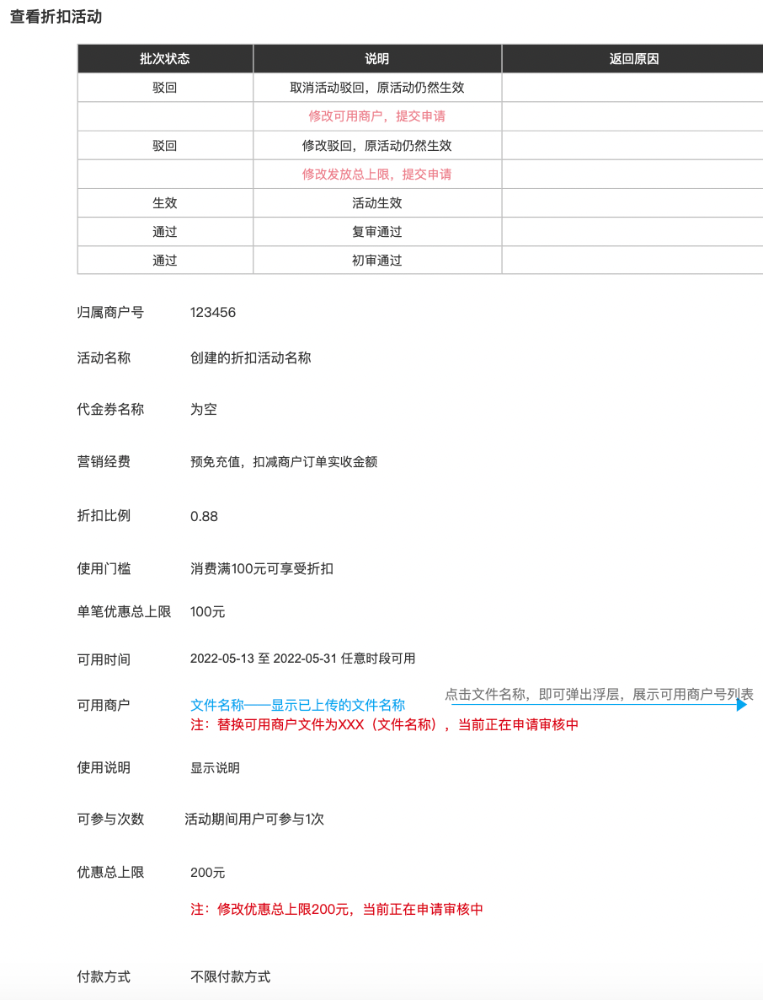 查看折扣活动
批次状态 说明 返回原因
驳回 取消活动驳回，原活动仍然生效
修改可用商户，提交申请
驳回 修改驳回，原活动仍然生效
修改发放总上限，提交申请
生效 活动生效
通过 复审通过
通过 初审通过
归属商户号 123456
活动名称 创建的折扣活动名称
代金券名称 为空
营销经费 预免充值，扣减商户订单实收金额
折扣比例 0.88
使用门槛 消费满100元可享受折扣
单笔优惠总上限 100元
可用时间 2022-05-13 至 2022-05-31 任意时段可用
点击文件名称，即可弹出浮层，展示可用商户号列表
可用商户 文件名称——显示已上传的文件名称
注：替换可用商户文件为XXX（文件名称），当前正在申请审核中
使用说明 显示说明
可参与次数 活动期间用户可参与1次
优惠总上限 200元
注：修改优惠总上限200元，当前正在申请审核中
付款方式 不限付款方式